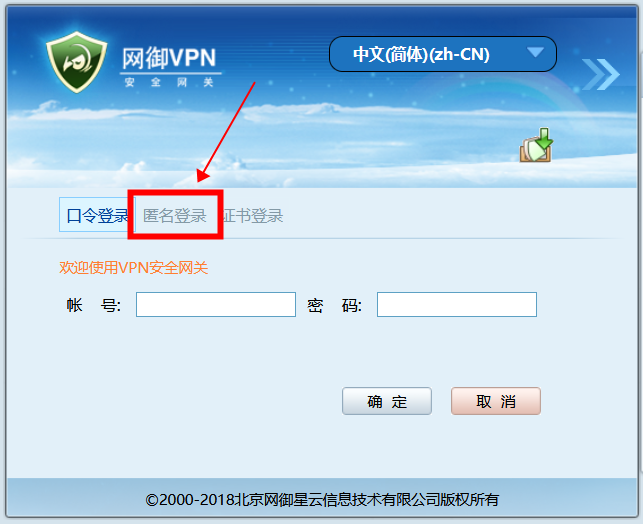 网御VPN
安全网关
中文(简体)(zh-CN)
口令登录 匿名登录 证书登录
欢迎使用VPN安全网关
帐 号: 密 码:
确 定 取 消
©2000-2018北京网御星云信息技术有限公司版权所有